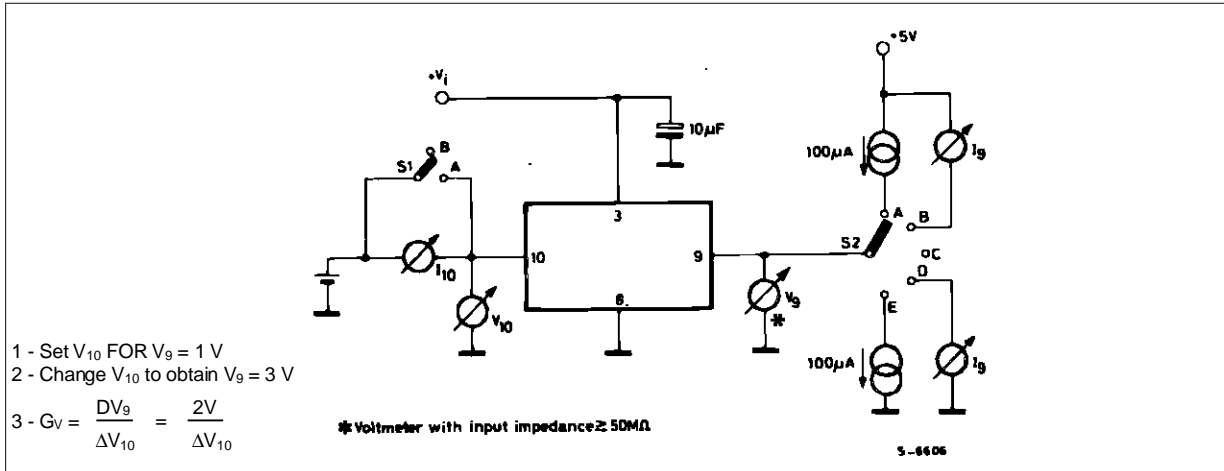 +5V
+Vi
10µF
100µA
I9
B
S1
A
A
B
S2
C
D
E
3
10
9
6.
I10
V10
V9
*
100µA
I9
1 - Set V10 FOR V9 = 1 V
2 - Change V10 to obtain V9 = 3 V
3 - GV = DV9 / ΔV10 = 2V / ΔV10
*Voltmeter with input impedance ≥ 50MΩ
S-6606